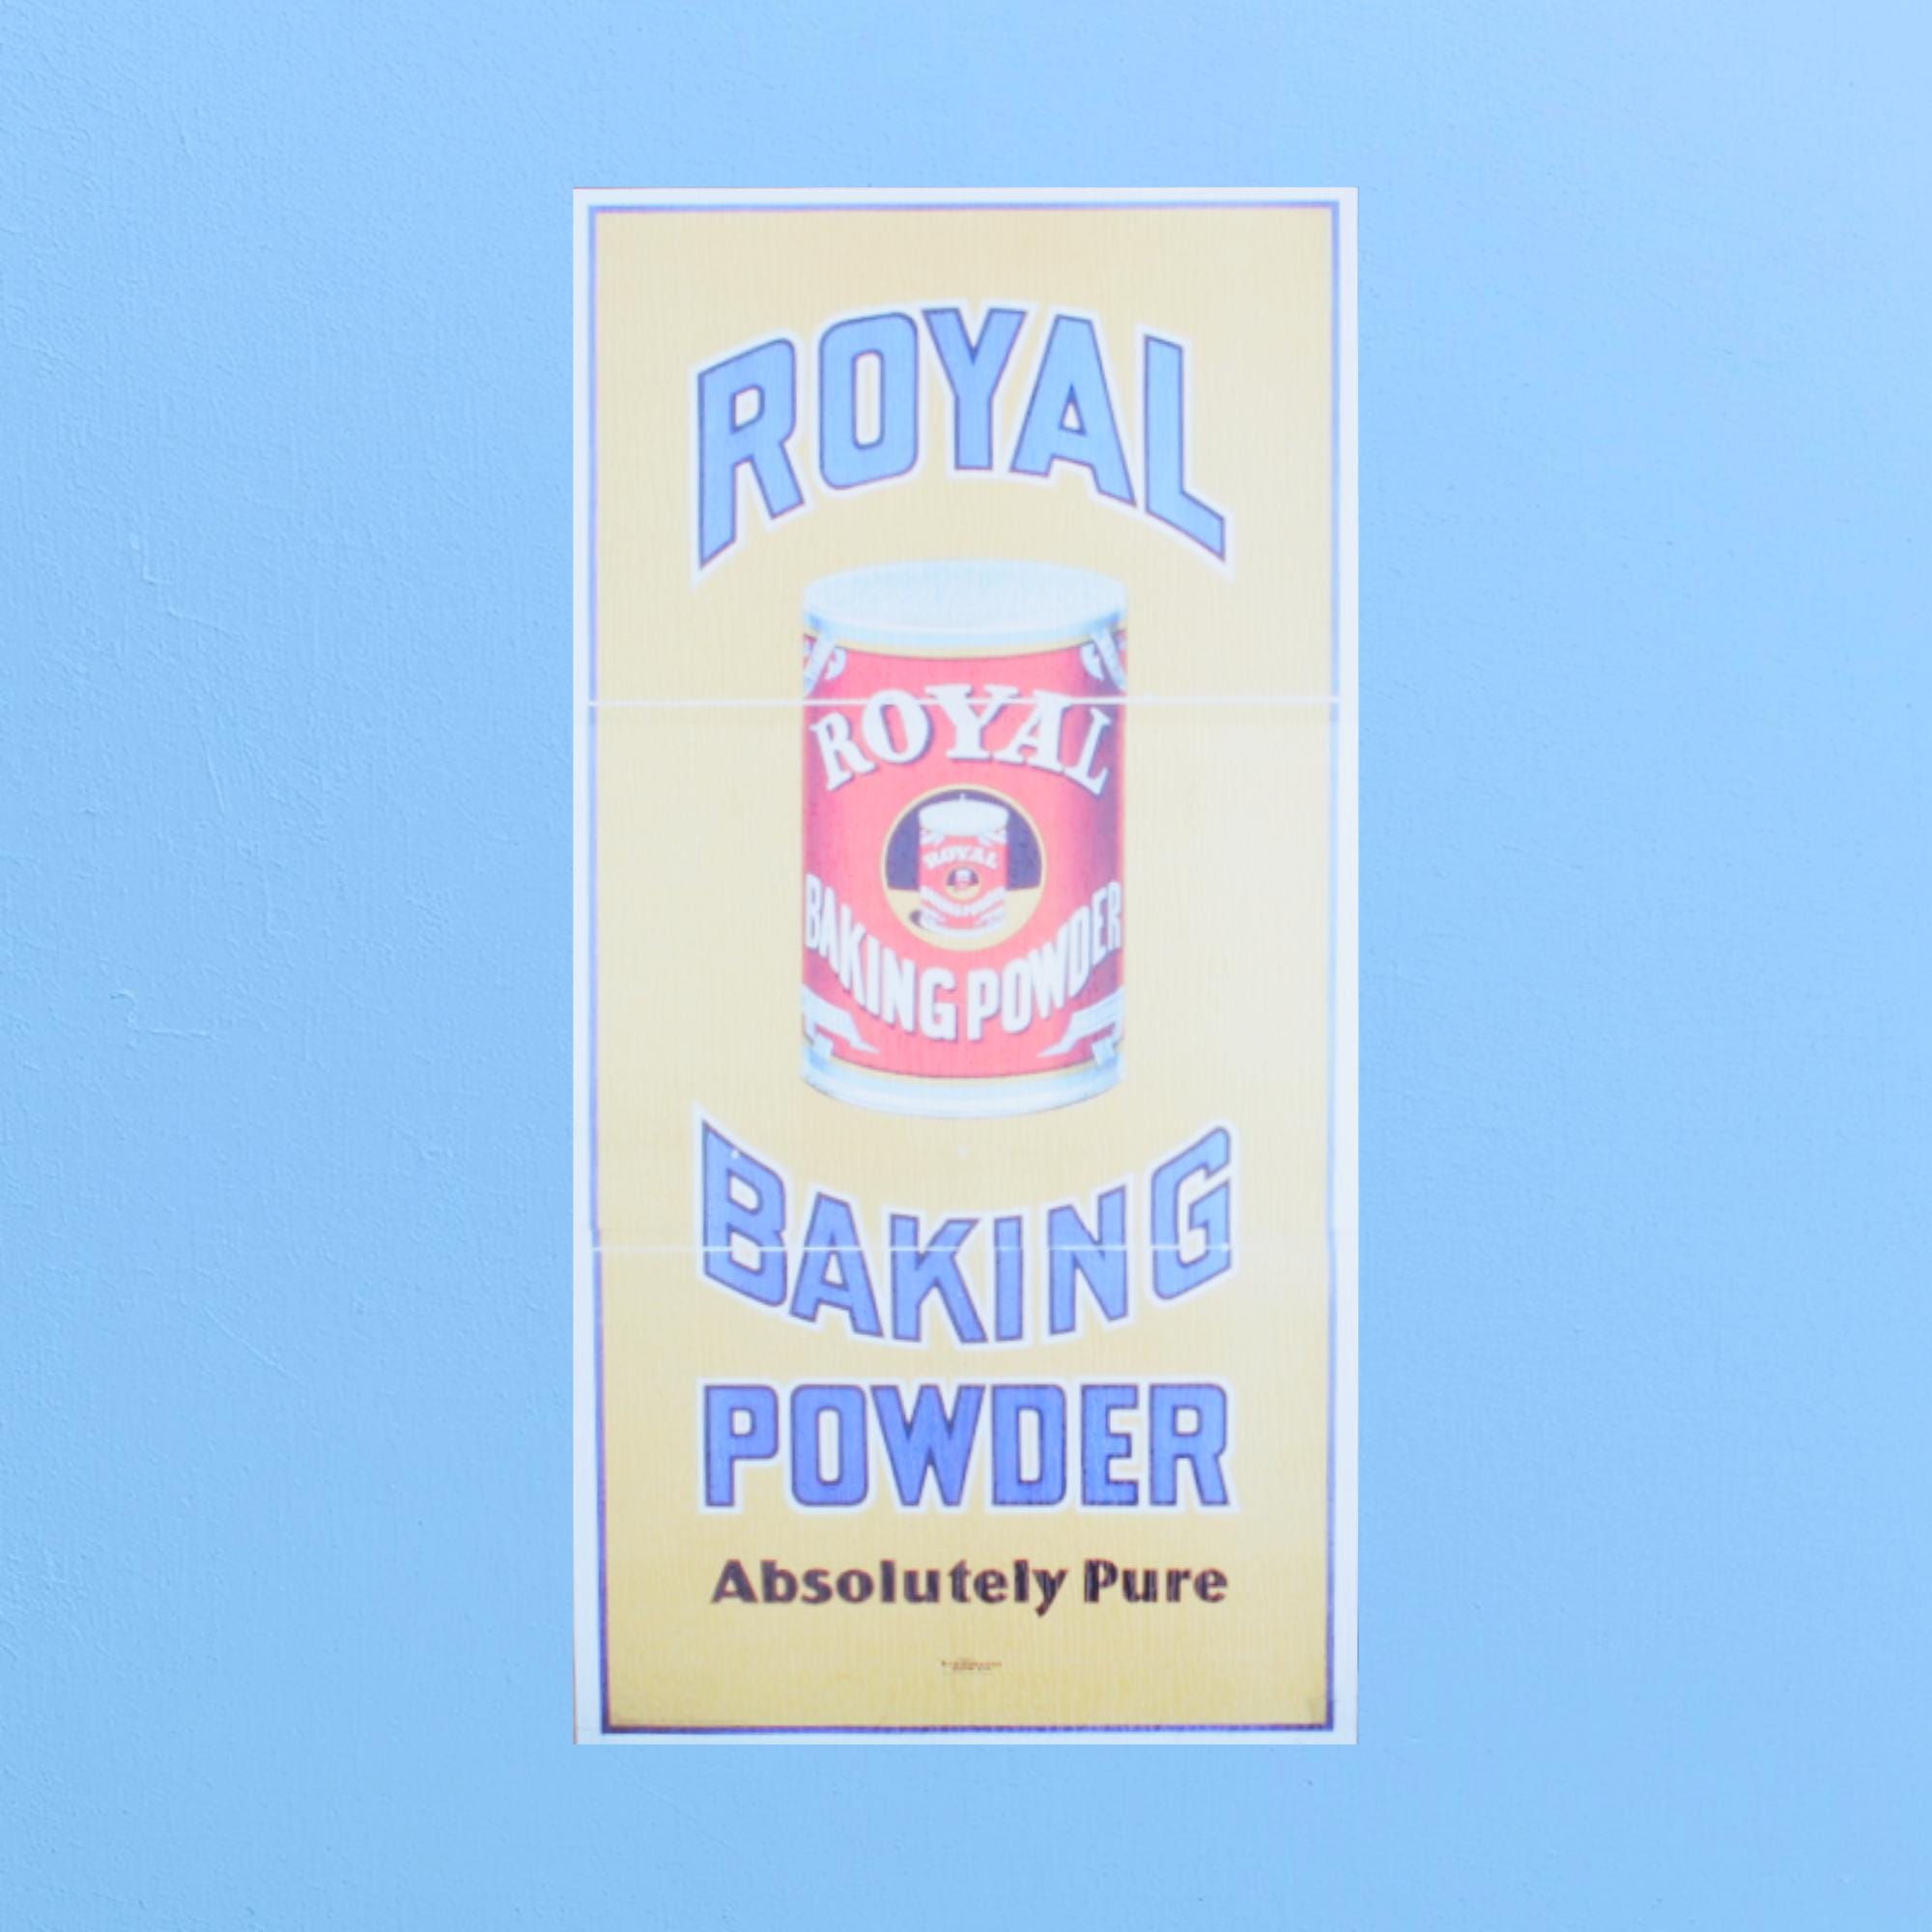 ROYAL
ROYAL
ROYAL
BAKING POWDER
BAKING
POWDER
Absolutely Pure